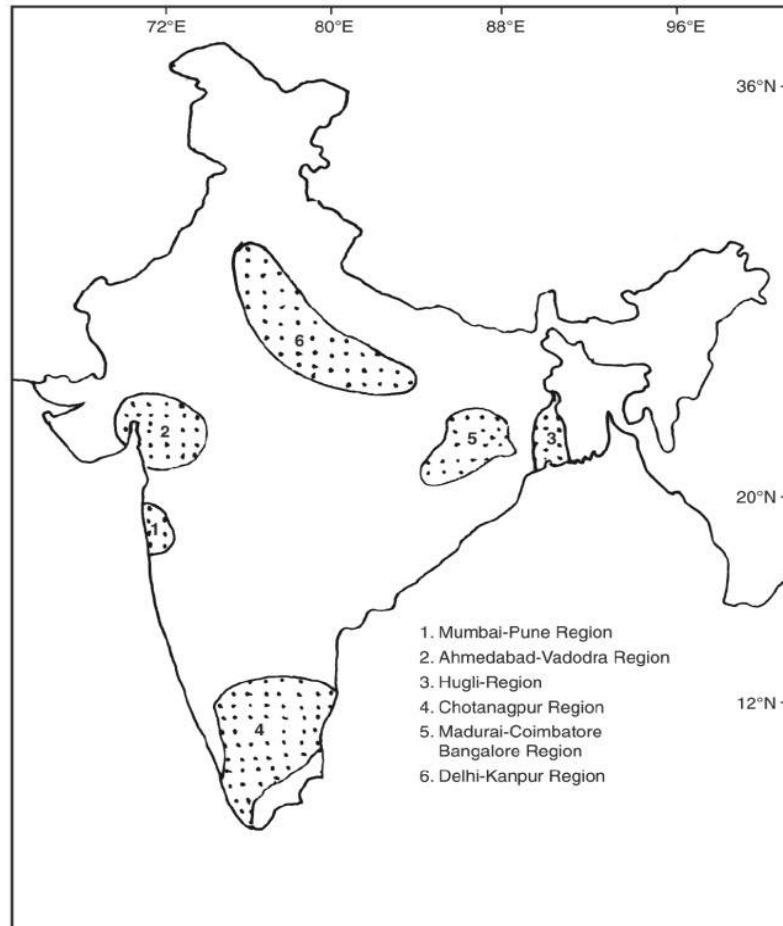 72°E 80°E 88°E 96°E
36°N
6
2
5
3
20°N
1
1. Mumbai-Pune Region
2. Ahmedabad-Vadodra Region
3. Hugli-Region
4. Chotanagpur Region
5. Madurai-Coimbatore
Bangalore Region
6. Delhi-Kanpur Region
12°N
4